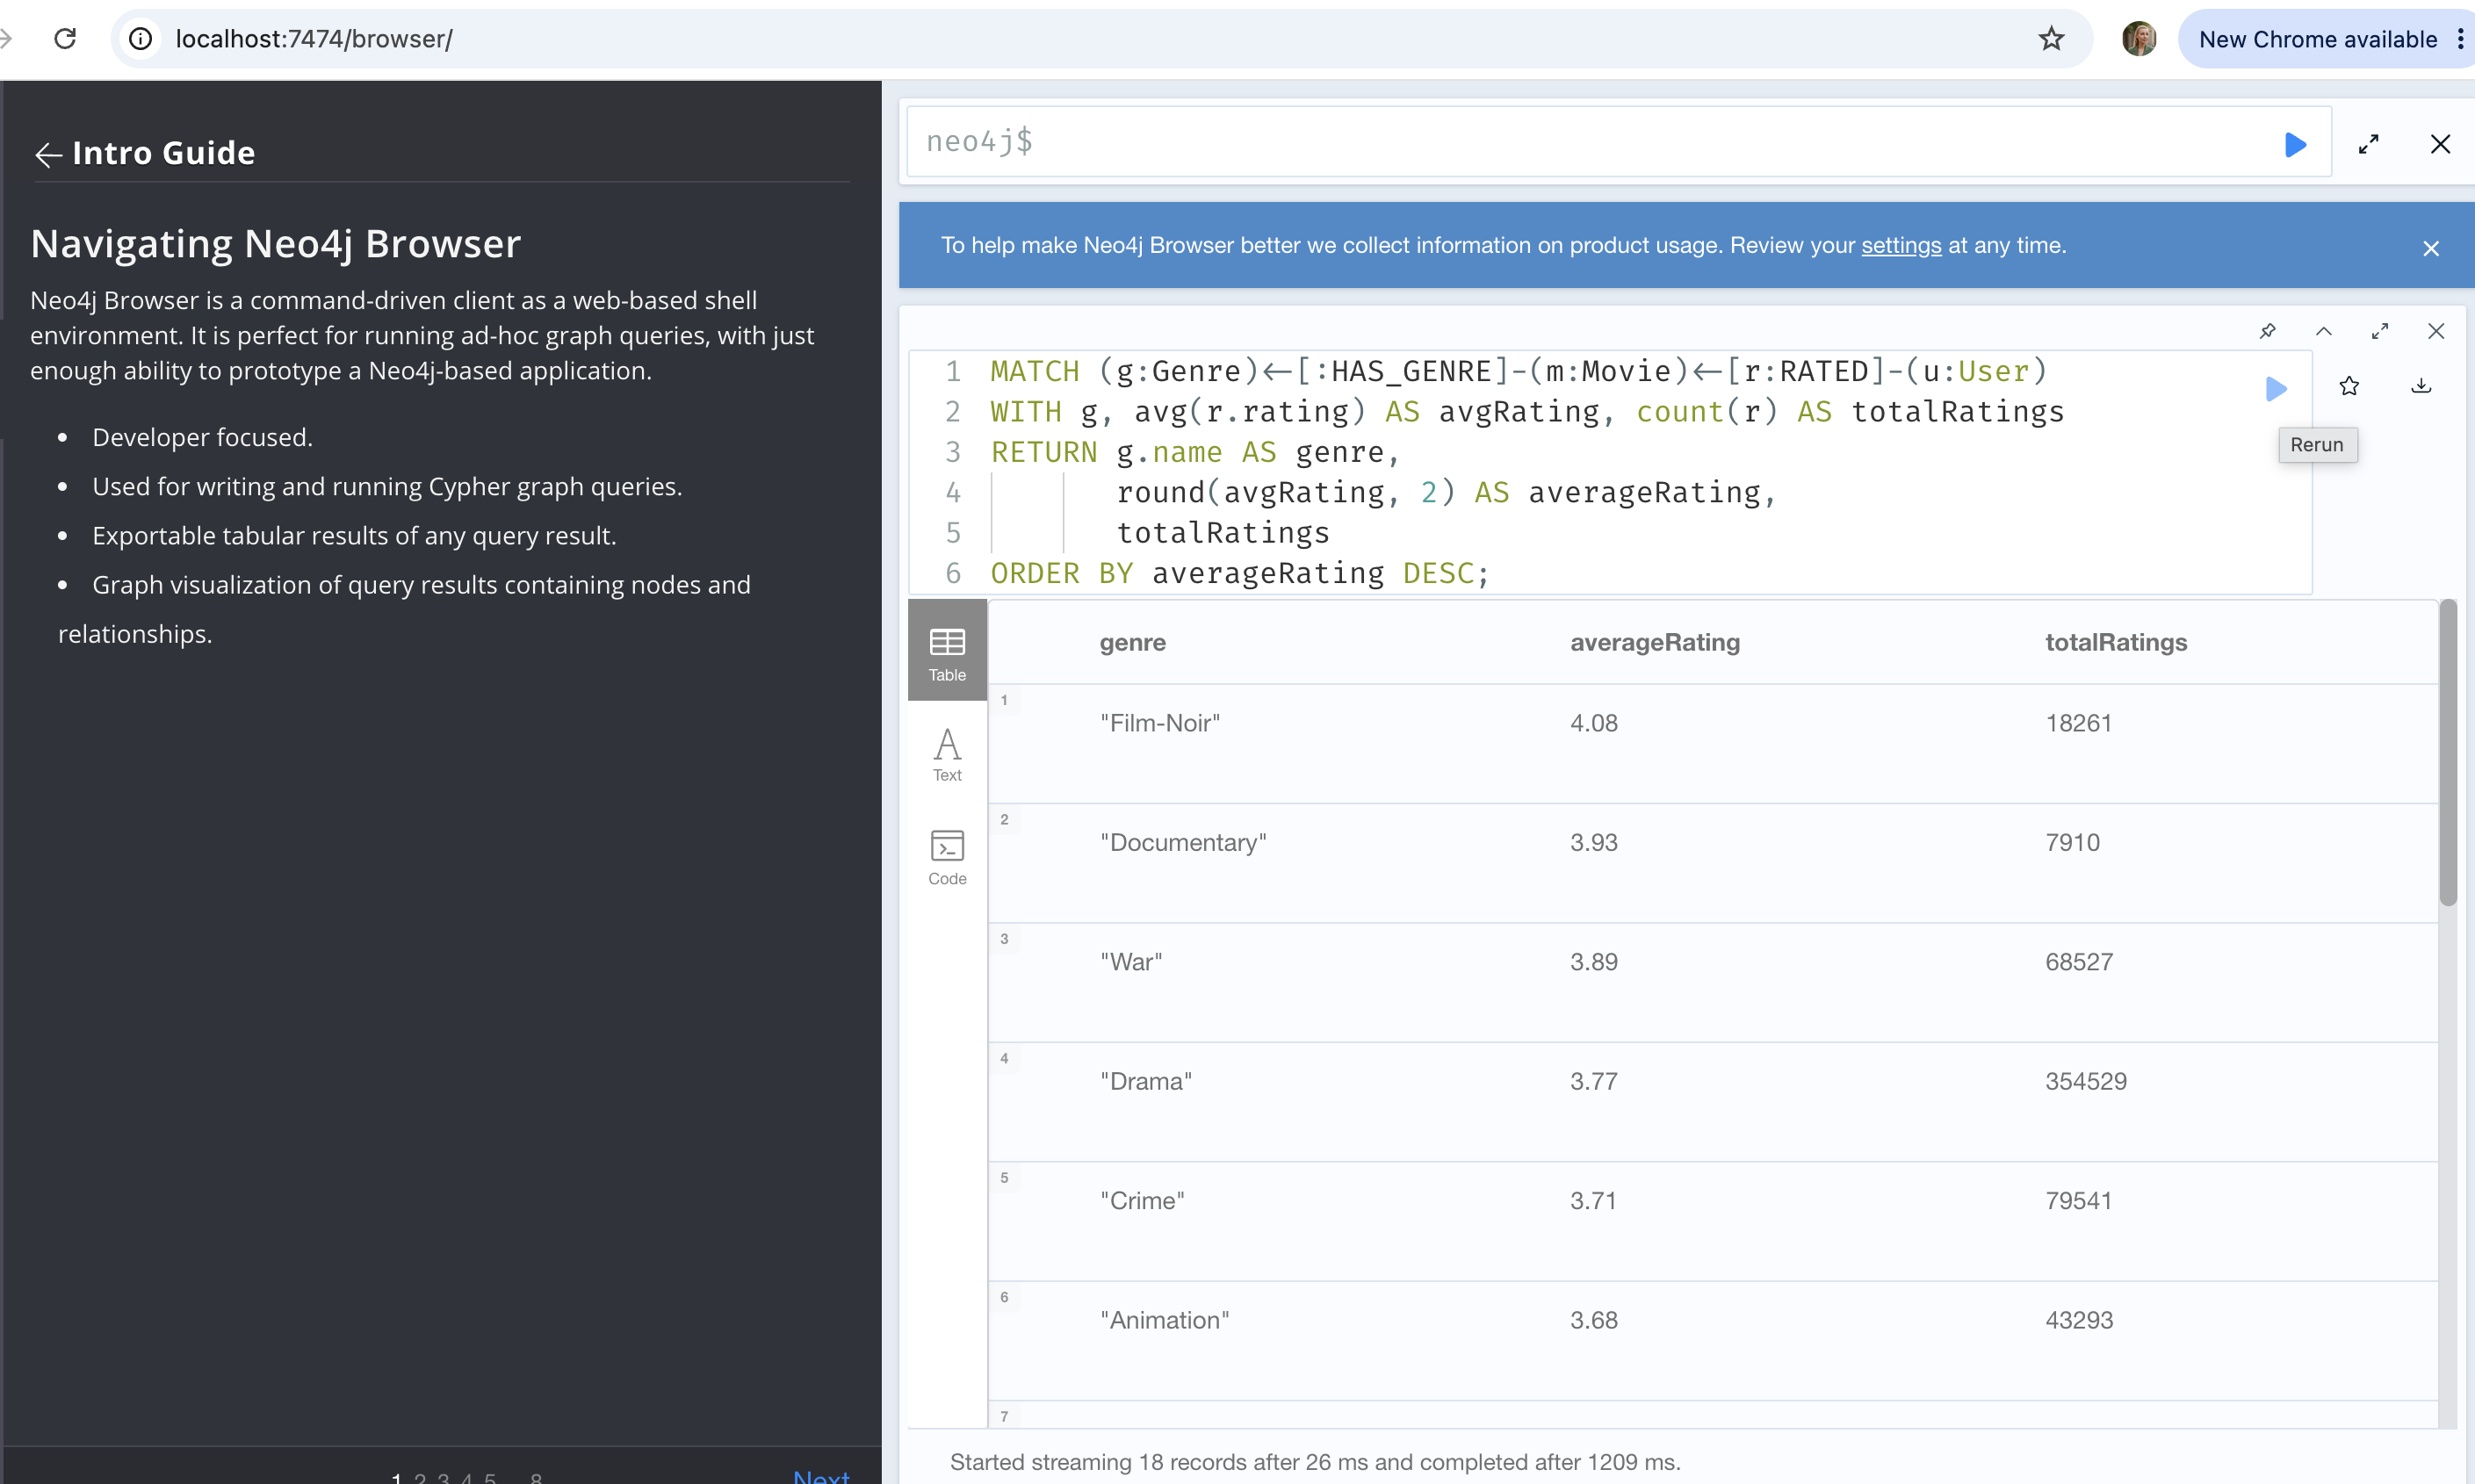 localhost:7474/browser/
New Chrome available
Intro Guide
Navigating Neo4j Browser
Neo4j Browser is a command-driven client as a web-based shell
environment. It is perfect for running ad-hoc graph queries, with just
enough ability to prototype a Neo4j-based application.
• Developer focused.
• Used for writing and running Cypher graph queries.
• Exportable tabular results of any query result.
• Graph visualization of query results containing nodes and
relationships.
1 2 3 4 5 … 8
Next
neo4j$
To help make Neo4j Browser better we collect information on product usage. Review your settings at any time.
1 MATCH (g:Genre)<-[:HAS_GENRE]-(m:Movie)<-[r:RATED]-(u:User)
2 WITH g, avg(r.rating) AS avgRating, count(r) AS totalRatings
3 RETURN g.name AS genre,
4 round(avgRating, 2) AS averageRating,
5 totalRatings
6 ORDER BY averageRating DESC;
Rerun
Table
Text
Code
genre averageRating totalRatings
1 "Film-Noir" 4.08 18261
2 "Documentary" 3.93 7910
3 "War" 3.89 68527
4 "Drama" 3.77 354529
5 "Crime" 3.71 79541
6 "Animation" 3.68 43293
7
Started streaming 18 records after 26 ms and completed after 1209 ms.